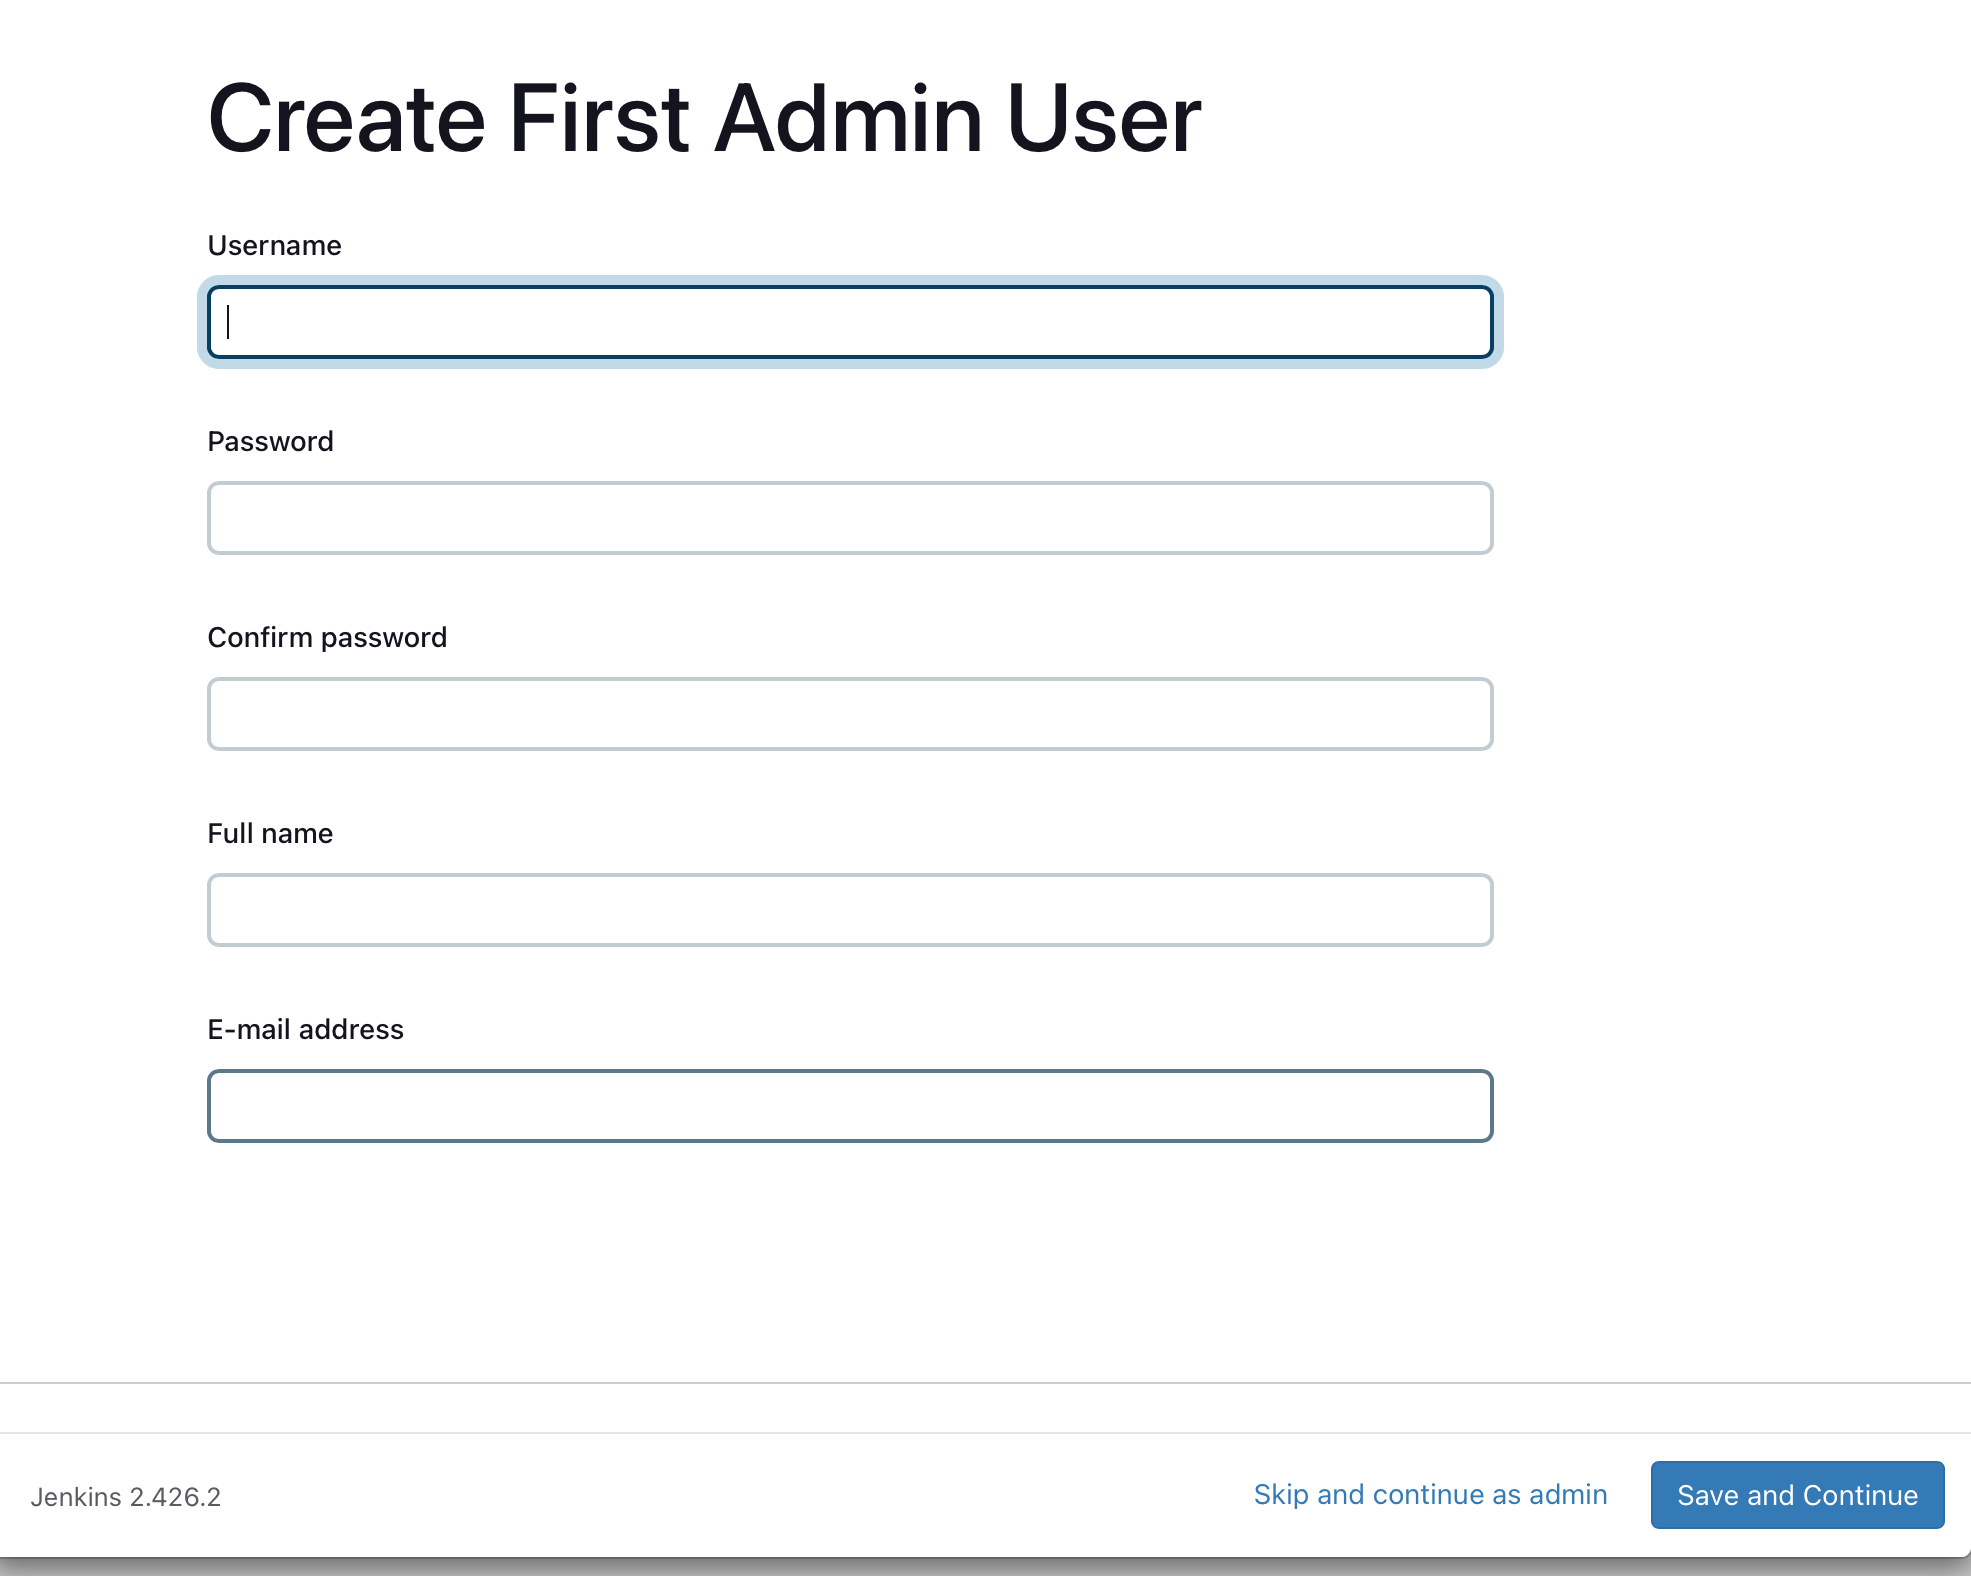 Create First Admin User
Username
Password
Confirm password
Full name
E-mail address
Jenkins 2.426.2
Skip and continue as admin
Save and Continue